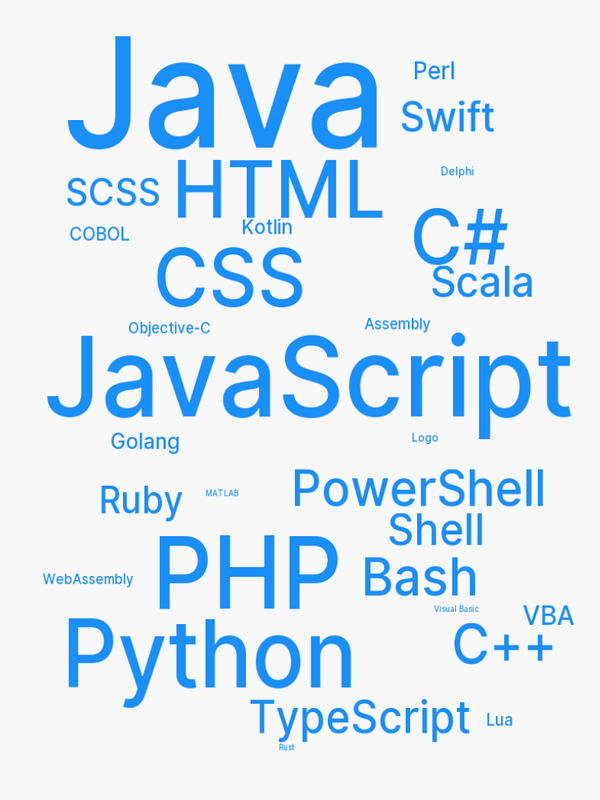 Java
Perl
Swift
Delphi
SCSS
HTML
COBOL
Kotlin
C#
CSS
Scala
Objective-C
Assembly
JavaScript
Golang
Logo
Ruby
MATLAB
PowerShell
Shell
PHP
Bash
WebAssembly
Visual Basic
VBA
Python
C++
TypeScript
Lua
Rust